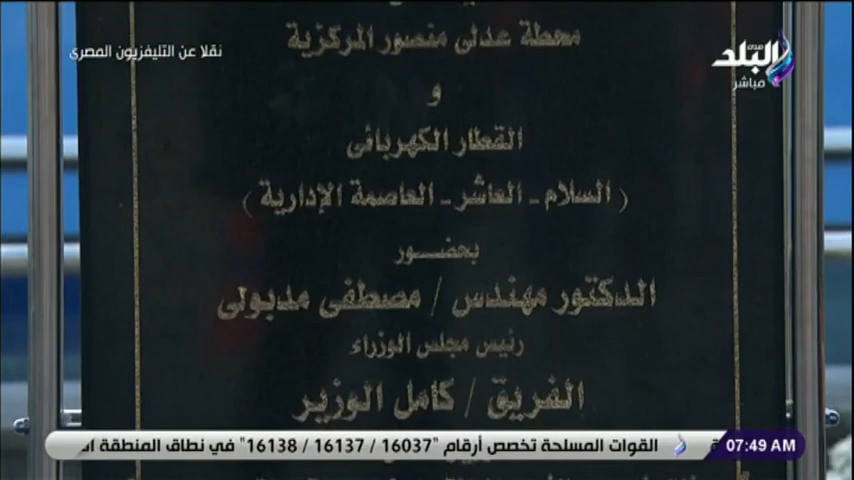 نقلا عن التليفزيون المصرى
صدى
البلد
مباشر
محطة عدلى منصور المركزية
و
القطار الكهربائى
( السلام - العاشر - العاصمة الإدارية )
بحضور
الدكتور مهندس / مصطفى مدبولى
رئيس مجلس الوزراء
الفريق / كامل الوزير
القوات المسلحة تخصص أرقام "16037 / 16137 / 16138" في نطاق المنطقة
07:49 AM